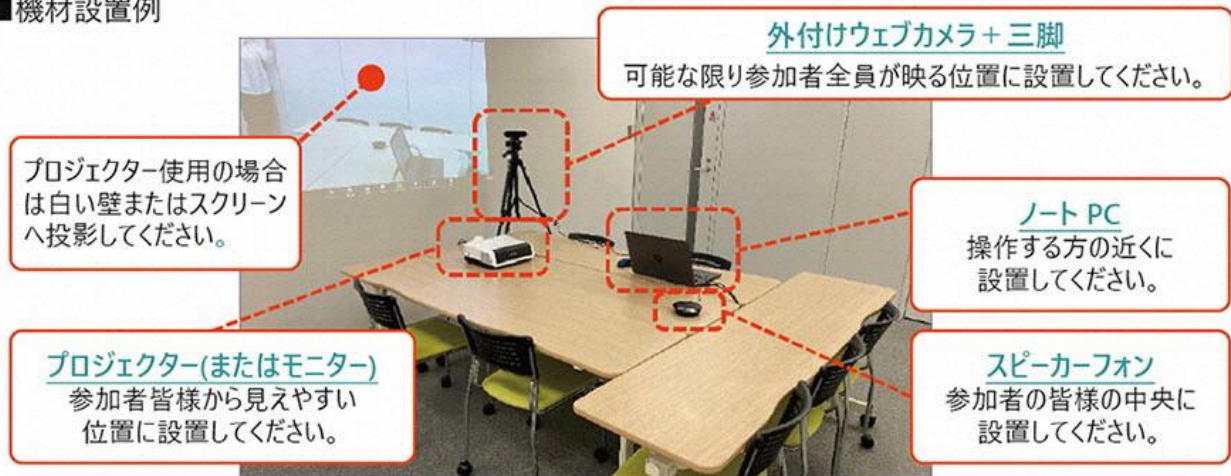 ■機材設置例
外付けウェブカメラ＋三脚
可能な限り参加者全員が映る位置に設置してください。
プロジェクター使用の場合
は白い壁またはスクリーン
へ投影してください。
ノート PC
操作する方の近くに
設置してください。
プロジェクター(またはモニター)
参加者皆様から見えやすい
位置に設置してください。
スピーカーフォン
参加者の皆様の中央に
設置してください。